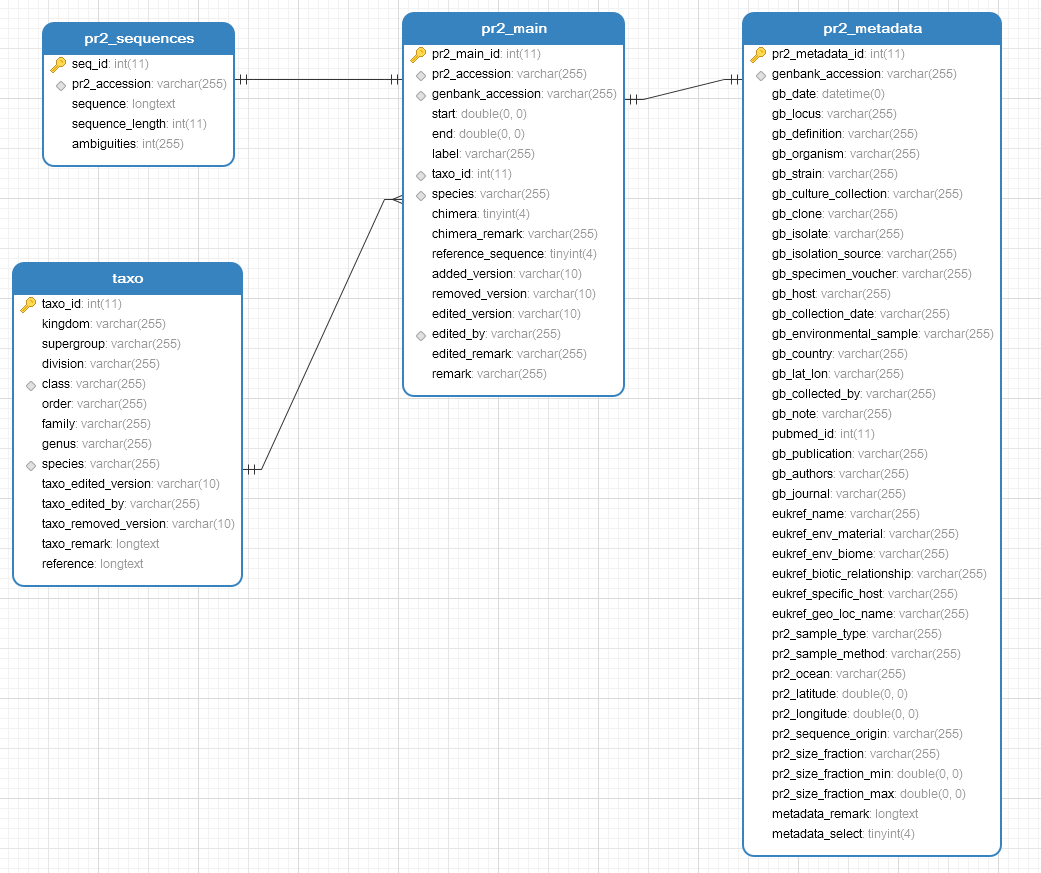 pr2_sequences
seq_id: int(11)
pr2_accession: varchar(255)
sequence: longtext
sequence_length: int(11)
ambiguities: int(255)
taxo
taxo_id: int(11)
kingdom: varchar(255)
supergroup: varchar(255)
division: varchar(255)
class: varchar(255)
order: varchar(255)
family: varchar(255)
genus: varchar(255)
species: varchar(255)
taxo_edited_version: varchar(10)
taxo_edited_by: varchar(255)
taxo_removed_version: varchar(10)
taxo_remark: longtext
reference: longtext
pr2_main
pr2_main_id: int(11)
pr2_accession: varchar(255)
genbank_accession: varchar(255)
start: double(0, 0)
end: double(0, 0)
label: varchar(255)
taxo_id: int(11)
species: varchar(255)
chimera: tinyint(4)
chimera_remark: varchar(255)
reference_sequence: tinyint(4)
added_version: varchar(10)
removed_version: varchar(10)
edited_version: varchar(10)
edited_by: varchar(255)
edited_remark: varchar(255)
remark: varchar(255)
pr2_metadata
pr2_metadata_id: int(11)
genbank_accession: varchar(255)
gb_date: datetime(0)
gb_locus: varchar(255)
gb_definition: varchar(255)
gb_organism: varchar(255)
gb_strain: varchar(255)
gb_culture_collection: varchar(255)
gb_clone: varchar(255)
gb_isolate: varchar(255)
gb_isolation_source: varchar(255)
gb_specimen_voucher: varchar(255)
gb_host: varchar(255)
gb_collection_date: varchar(255)
gb_environmental_sample: varchar(255)
gb_country: varchar(255)
gb_lat_lon: varchar(255)
gb_collected_by: varchar(255)
gb_note: varchar(255)
pubmed_id: int(11)
gb_publication: varchar(255)
gb_authors: varchar(255)
gb_journal: varchar(255)
eukref_name: varchar(255)
eukref_env_material: varchar(255)
eukref_env_biome: varchar(255)
eukref_biotic_relationship: varchar(255)
eukref_specific_host: varchar(255)
eukref_geo_loc_name: varchar(255)
pr2_sample_type: varchar(255)
pr2_sample_method: varchar(255)
pr2_ocean: varchar(255)
pr2_latitude: double(0, 0)
pr2_longitude: double(0, 0)
pr2_sequence_origin: varchar(255)
pr2_size_fraction: varchar(255)
pr2_size_fraction_min: double(0, 0)
pr2_size_fraction_max: double(0, 0)
metadata_remark: longtext
metadata_select: tinyint(4)